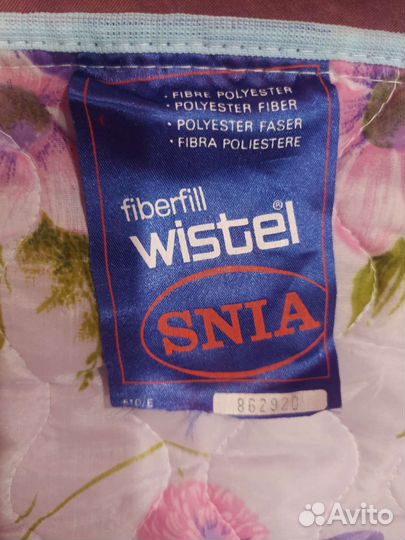 · FIBRE POLYESTER
· POLYESTER FIBER
· POLYESTER FASER
· FIBRA POLIESTERE
fiberfill
wistel®
SNIA
862920
Avito